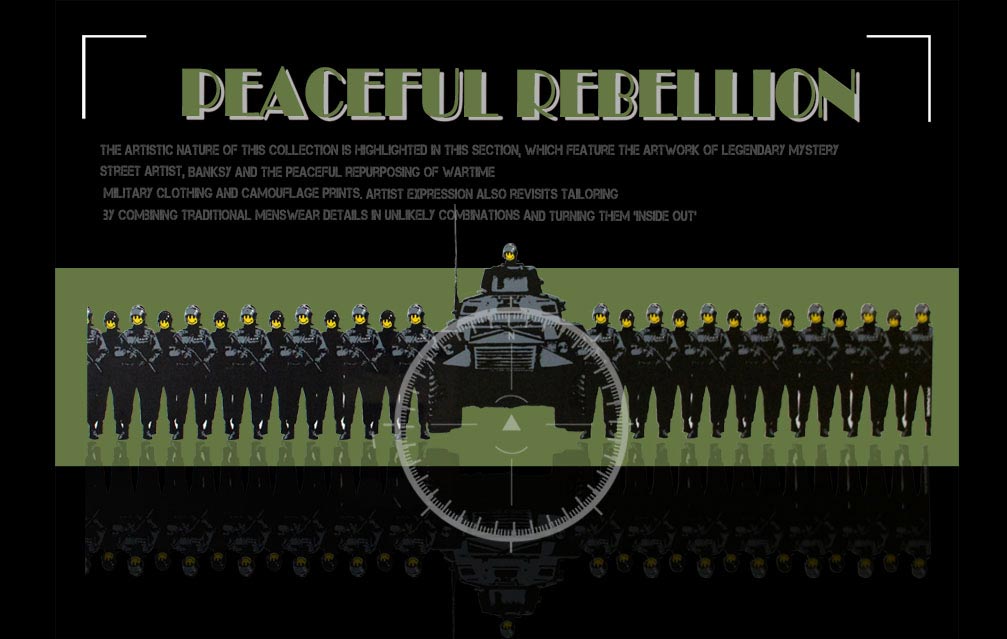 PEACEFUL REBELLION
THE ARTISTIC NATURE OF THIS COLLECTION IS HIGHLIGHTED IN THIS SECTION, WHICH FEATURE THE ARTWORK OF LEGENDARY MYSTERY
STREET ARTIST, BANKSY AND THE PEACEFUL REPURPOSING OF WARTIME
MILITARY CLOTHING AND CAMOUFLAGE PRINTS. ARTIST EXPRESSION ALSO REVISITS TAILORING
BY COMBINING TRADITIONAL MENSWEAR DETAILS IN UNLIKELY COMBINATIONS AND TURNING THEM 'INSIDE OUT'
N